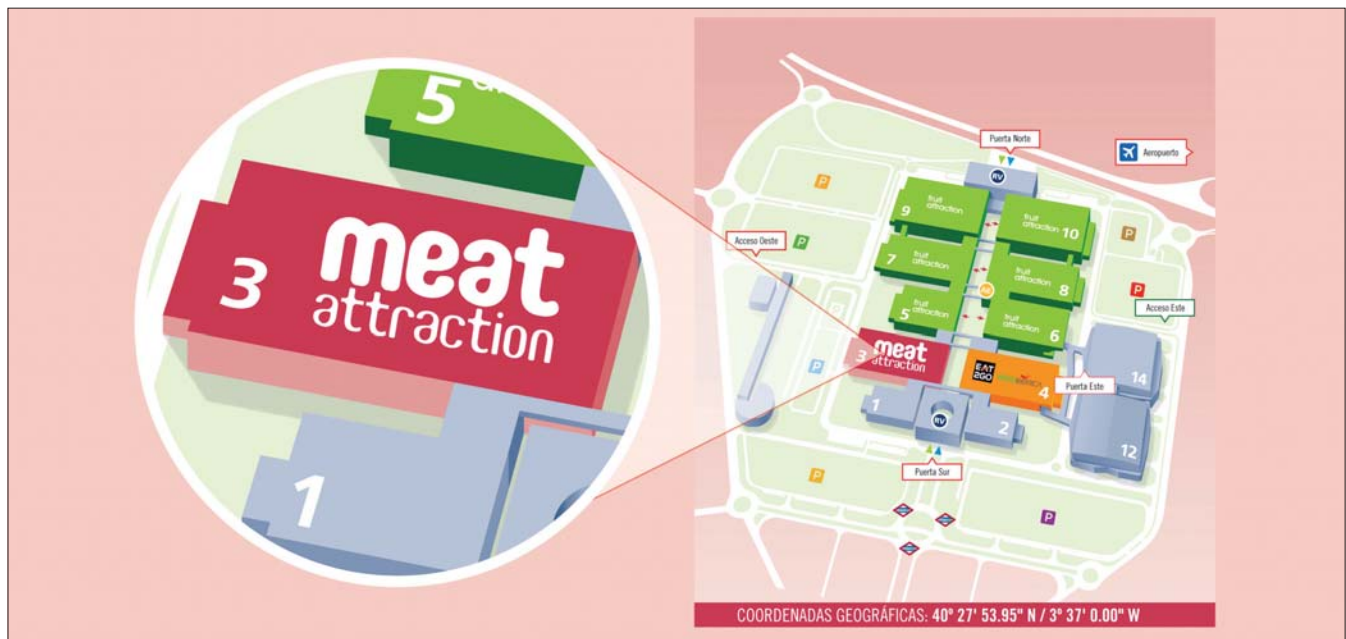 5
3
meat
attraction
1
Puerta Norte
Aeropuerto
RV
P
9
fruit
attraction
fruit
attraction
10
P
Acceso Oeste
P
7
fruit
attraction
fruit
attraction
8
P
Acceso Este
5
fruit
attraction
fruit
attraction
6
3
meat
attraction
P
EAT
2GO
4
Puerta Este
14
1
RV
2
12
Puerta Sur
P
P
COORDENADAS GEOGRÁFICAS: 40º 27' 53.95" N / 3º 37' 0.00" W